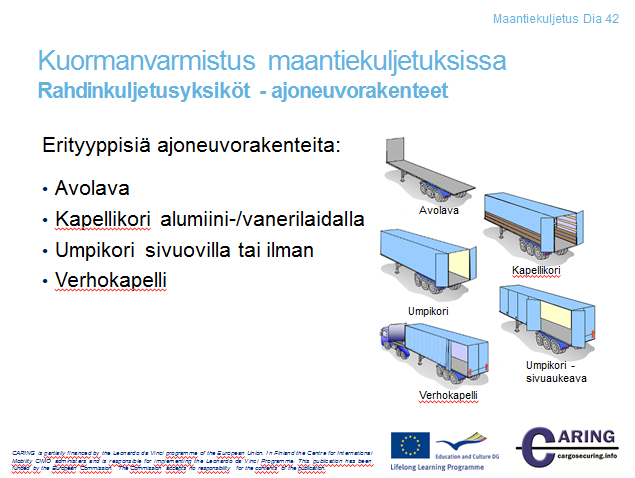 Maantiekuljetus Dia 42
Kuormanvarmistus maantiekuljetuksissa
Rahdinkuljetusyksiköt - ajoneuvorakenteet
Erityyppisiä ajoneuvorakenteita:
• Avolava
• Kapellikori alumiini-/vanerilaidalla
• Umpikori sivuovilla tai ilman
• Verhokapelli
Avolava
Kapellikori
Umpikori
Umpikori -
sivuaukeava
Verhokapelli
CARING is partially financed by the Leonardo da Vinci programme of the European Union. In Finland the Centre for International
Mobility CIMO administers and is responsible for implementing the Leonardo da Vinci Programme. This publication has been
funded by the European Commission. The Commission accepts no responsibility for the contents of the publication.
Education and Culture DG
Lifelong Learning Programme
CARING
cargosecuring.info